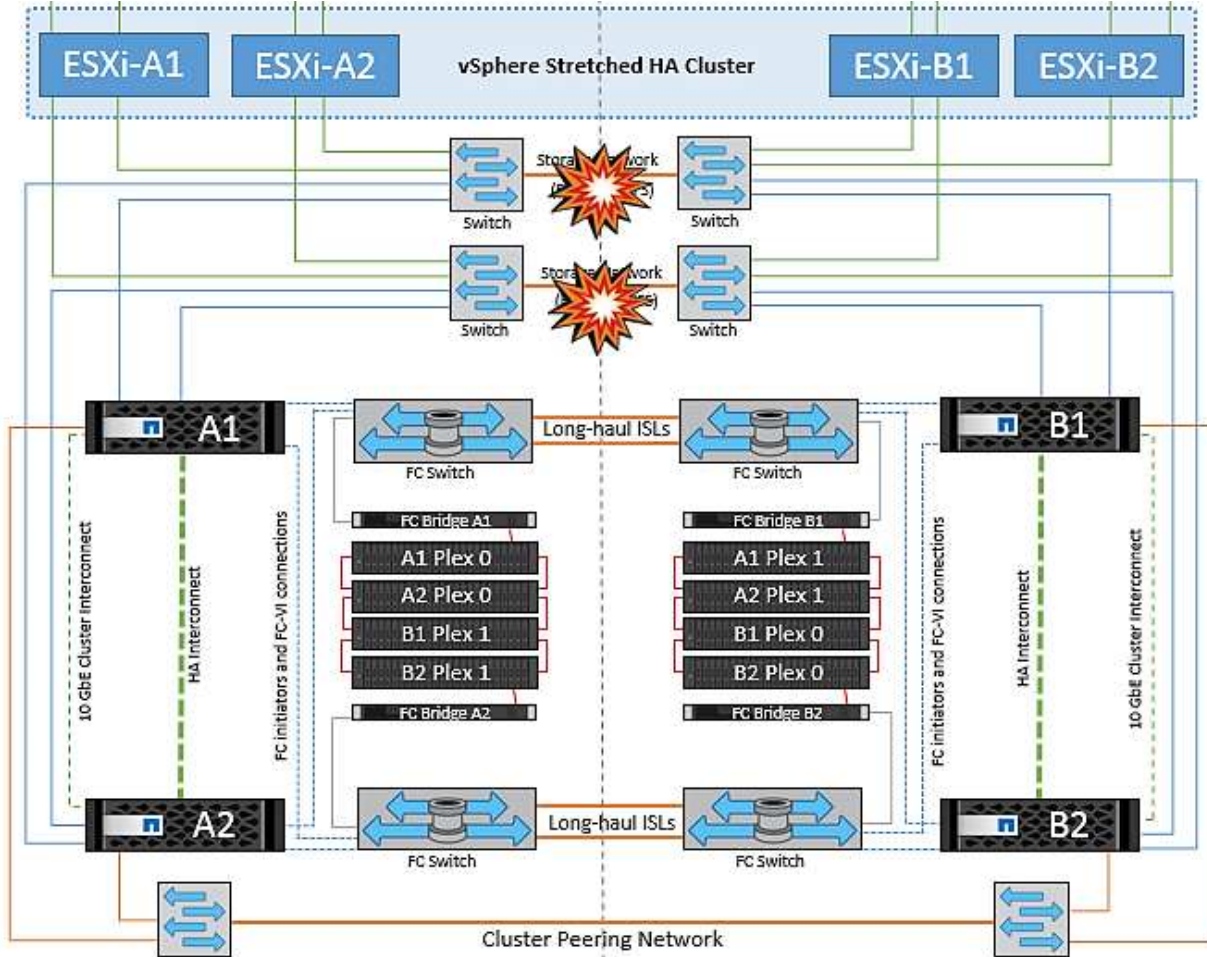 ESXi-A1
ESXi-A2
vSphere Stretched HA Cluster
ESXi-B1
ESXi-B2
Switch
Switch
Switch
Switch
A1
B1
Long-haul ISLs
FC Switch
FC Switch
FC Bridge A1
FC Bridge B1
A1 Plex 0
A1 Plex 1
A2 Plex 0
A2 Plex 1
B1 Plex 1
B1 Plex 0
B2 Plex 1
B2 Plex 0
FC Bridge A2
FC Bridge B2
10 GbE Cluster Interconnect
HA Interconnect
FC initiators and FC-VI connections
FC initiators and FC-VI connections
HA Interconnect
10 GbE Cluster Interconnect
A2
B2
Long-haul ISLs
FC Switch
FC Switch
Cluster Peering Network